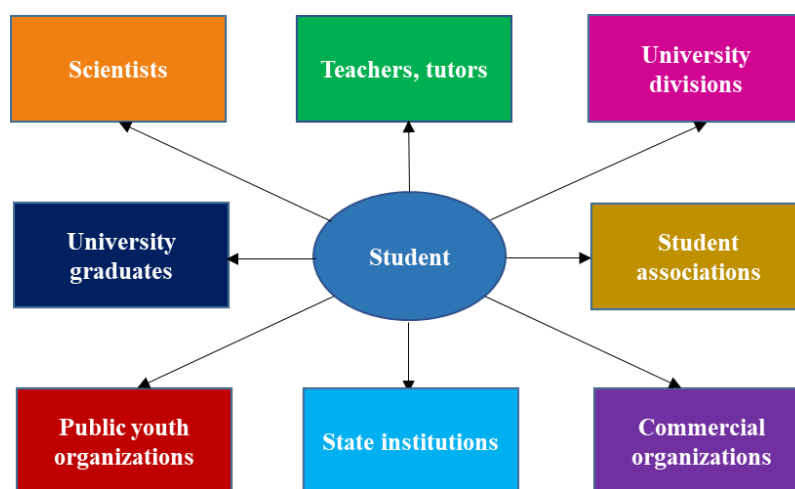 Scientists
Teachers, tutors
University
divisions
University
graduates
Student
Student
associations
Public youth
organizations
State institutions
Commercial
organizations